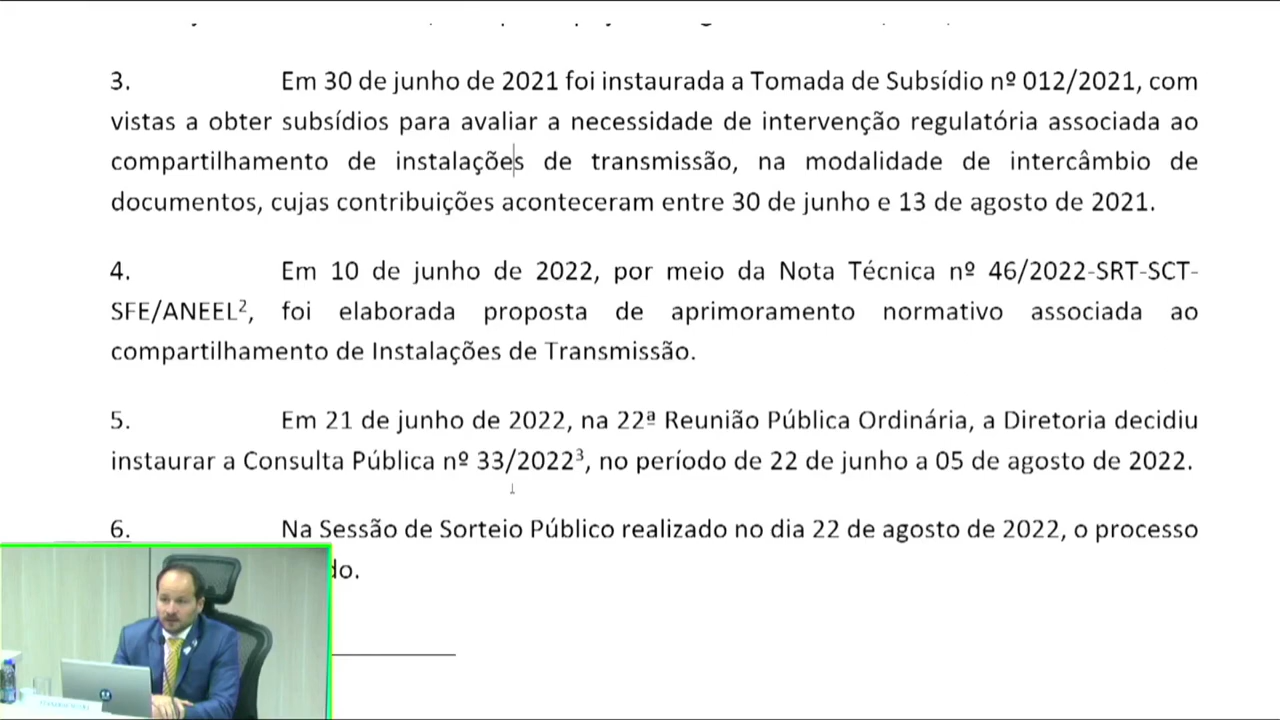 3. Em 30 de junho de 2021 foi instaurada a Tomada de Subsídio nº 012/2021, com
vistas a obter subsídios para avaliar a necessidade de intervenção regulatória associada ao
compartilhamento de instalações de transmissão, na modalidade de intercâmbio de
documentos, cujas contribuições aconteceram entre 30 de junho e 13 de agosto de 2021.
4. Em 10 de junho de 2022, por meio da Nota Técnica nº 46/2022-SRT-SCT-
SFE/ANEEL², foi elaborada proposta de aprimoramento normativo associada ao
compartilhamento de Instalações de Transmissão.
5. Em 21 de junho de 2022, na 22ª Reunião Pública Ordinária, a Diretoria decidiu
instaurar a Consulta Pública nº 33/2022³, no período de 22 de junho a 05 de agosto de 2022.
6. Na Sessão de Sorteio Público realizado no dia 22 de agosto de 2022, o processo
do.